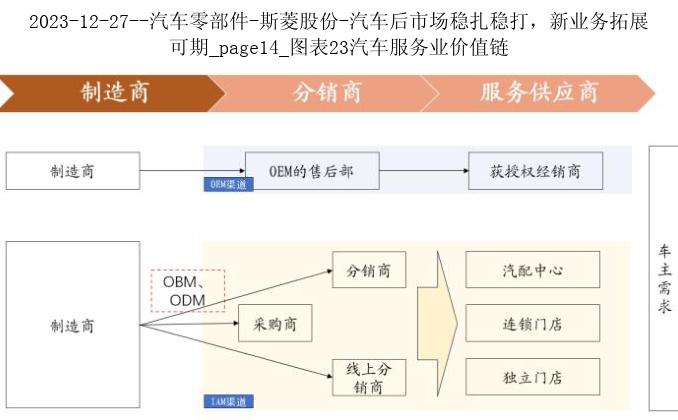 2023-12-27--汽车零部件-斯菱股份-汽车后市场稳扎稳打，新业务拓展
可期_page14_图表23汽车服务业价值链
制造商
分销商
服务供应商
制造商
OEM的售后部
获授权经销商
OEM渠道
车主需求
制造商
OBM、
ODM
分销商
采购商
线上分
销商
汽配中心
连锁门店
独立门店
IAM渠道